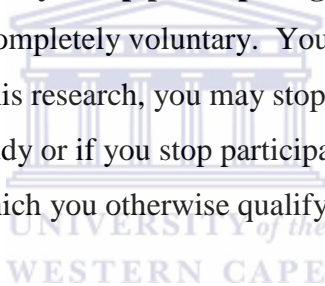 ompletely voluntary. You
his research, you may stop
dy or if you stop participa
hich you otherwise qualify
UNIVERSITY of the
WESTERN CAPE